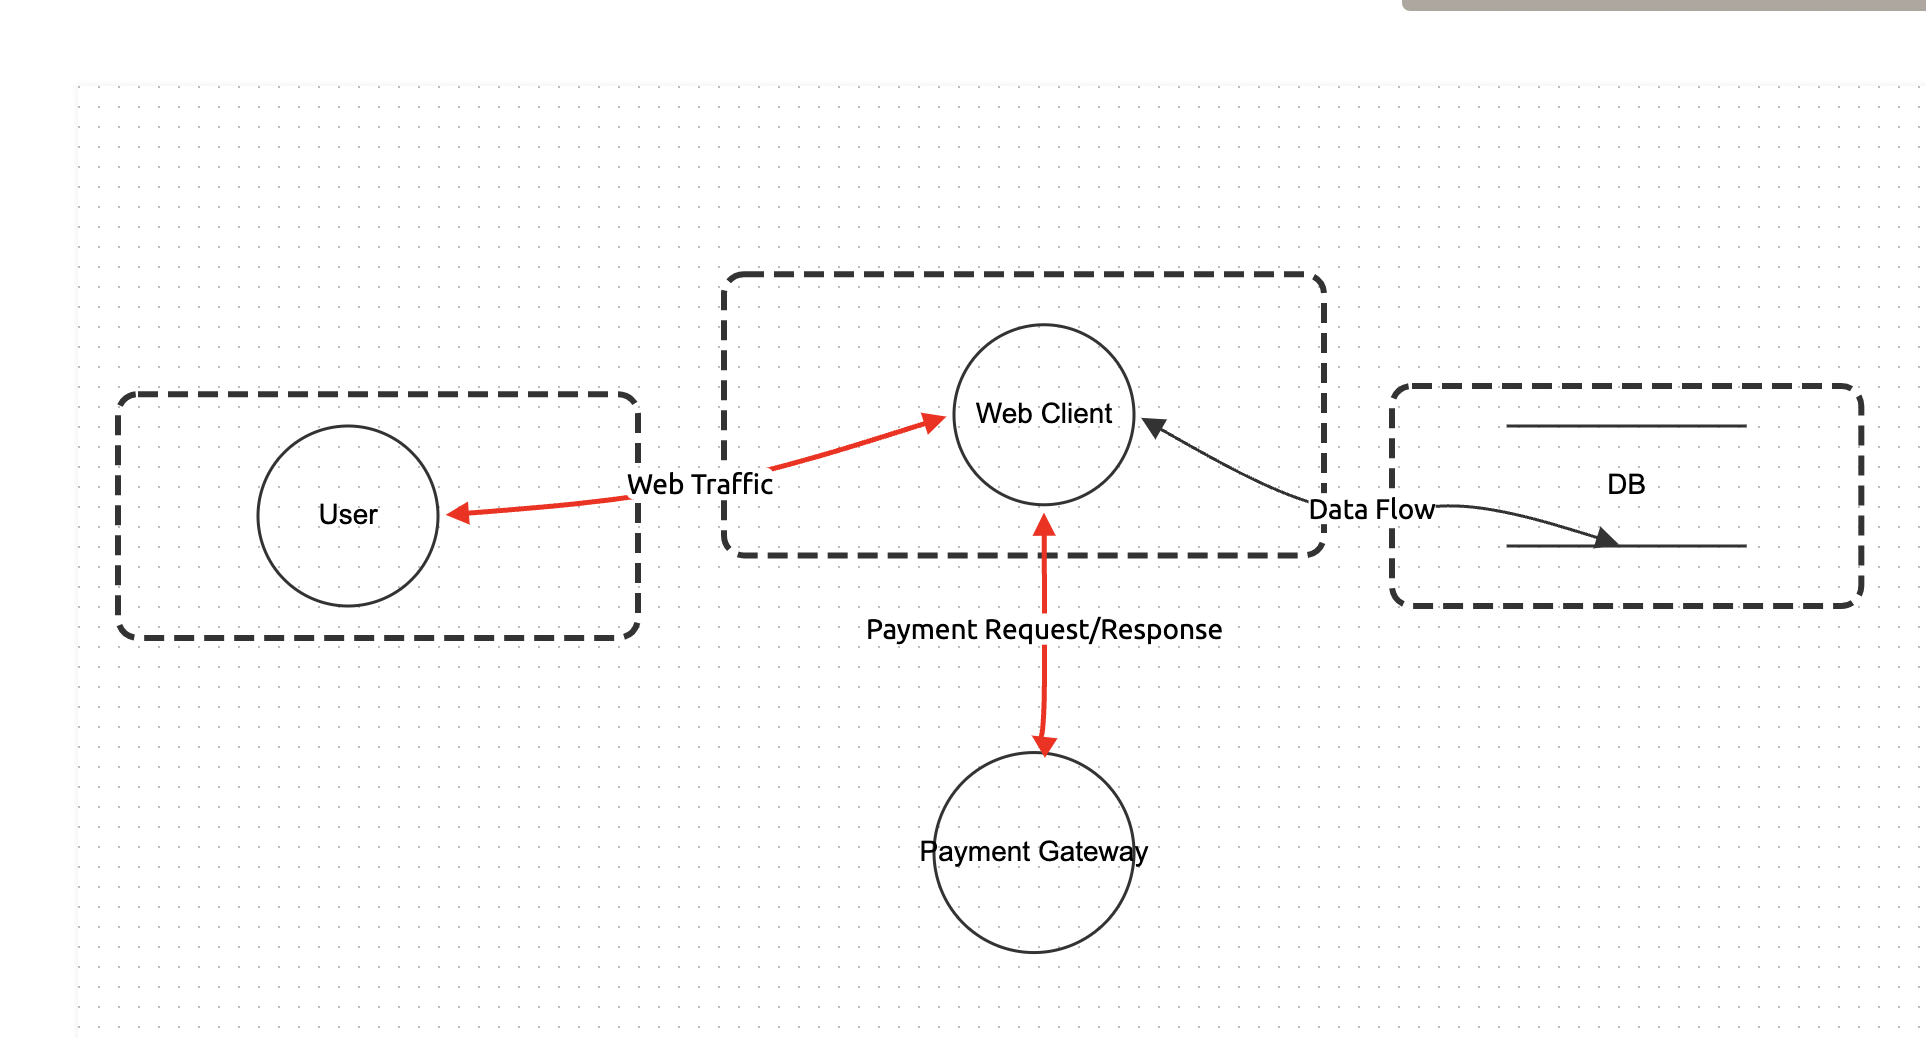 Web Client
User
Web Traffic
DB
Data Flow
Payment Request/Response
Payment Gateway